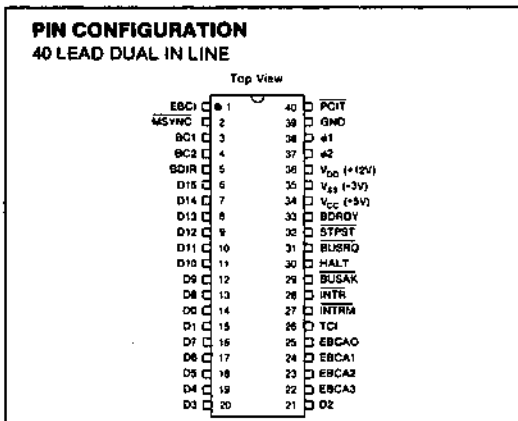 PIN CONFIGURATION
40 LEAD DUAL IN LINE
Top View
EBCI 1 40 PCIT
MSYNC 2 39 GND
BC1 3 38 ϕ1
BC2 4 37 ϕ2
BDIR 5 36 VDD (+12V)
D15 6 35 VSS (-3V)
D14 7 34 VCC (+5V)
D13 8 33 BDRDY
D12 9 32 STPST
D11 10 31 BUSRQ
D10 11 30 HALT
D9 12 29 BUSAK
D8 13 28 INTR
D0 14 27 INTRM
D1 15 26 TCI
D7 16 25 EBCA0
D6 17 24 EBCA1
D5 18 23 EBCA2
D4 19 22 EBCA3
D3 20 21 D2